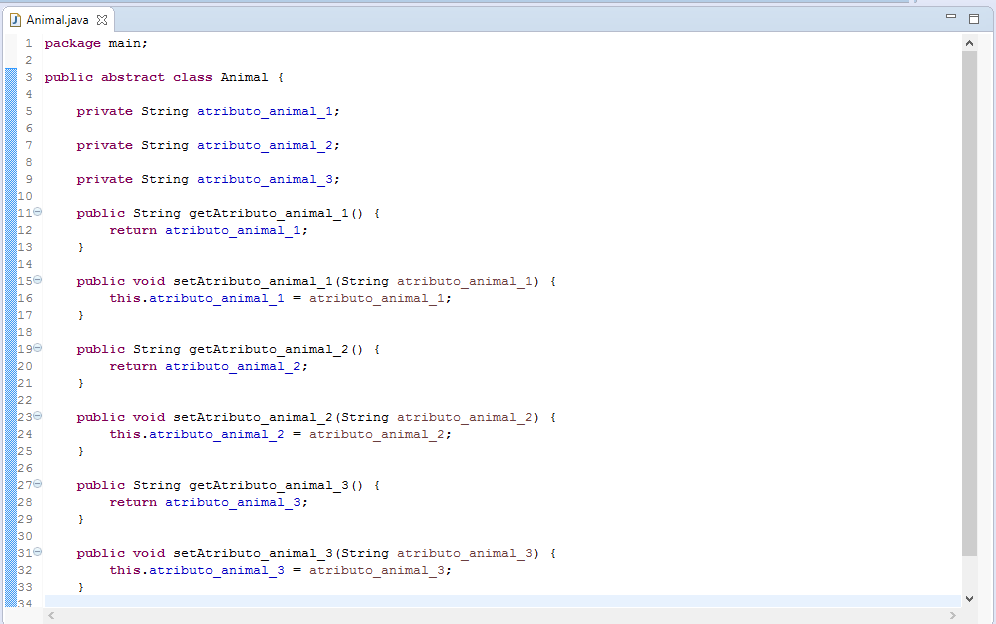 Animal.java
1 package main;
2
3 public abstract class Animal {
4
5     private String atributo_animal_1;
6
7     private String atributo_animal_2;
8
9     private String atributo_animal_3;
10
11     public String getAtributo_animal_1() {
12         return atributo_animal_1;
13     }
14
15     public void setAtributo_animal_1(String atributo_animal_1) {
16         this.atributo_animal_1 = atributo_animal_1;
17     }
18
19     public String getAtributo_animal_2() {
20         return atributo_animal_2;
21     }
22
23     public void setAtributo_animal_2(String atributo_animal_2) {
24         this.atributo_animal_2 = atributo_animal_2;
25     }
26
27     public String getAtributo_animal_3() {
28         return atributo_animal_3;
29     }
30
31     public void setAtributo_animal_3(String atributo_animal_3) {
32         this.atributo_animal_3 = atributo_animal_3;
33     }
34